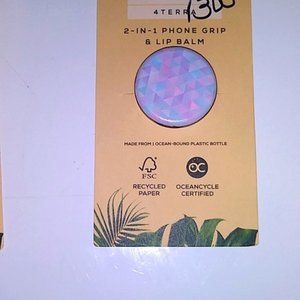 4TERRA
2-IN-1 PHONE GRIP
& LIP BALM
MADE FROM 1 OCEAN-BOUND PLASTIC BOTTLE
FSC
RECYCLED
PAPER
OC
OCEANCYCLE
CERTIFIED